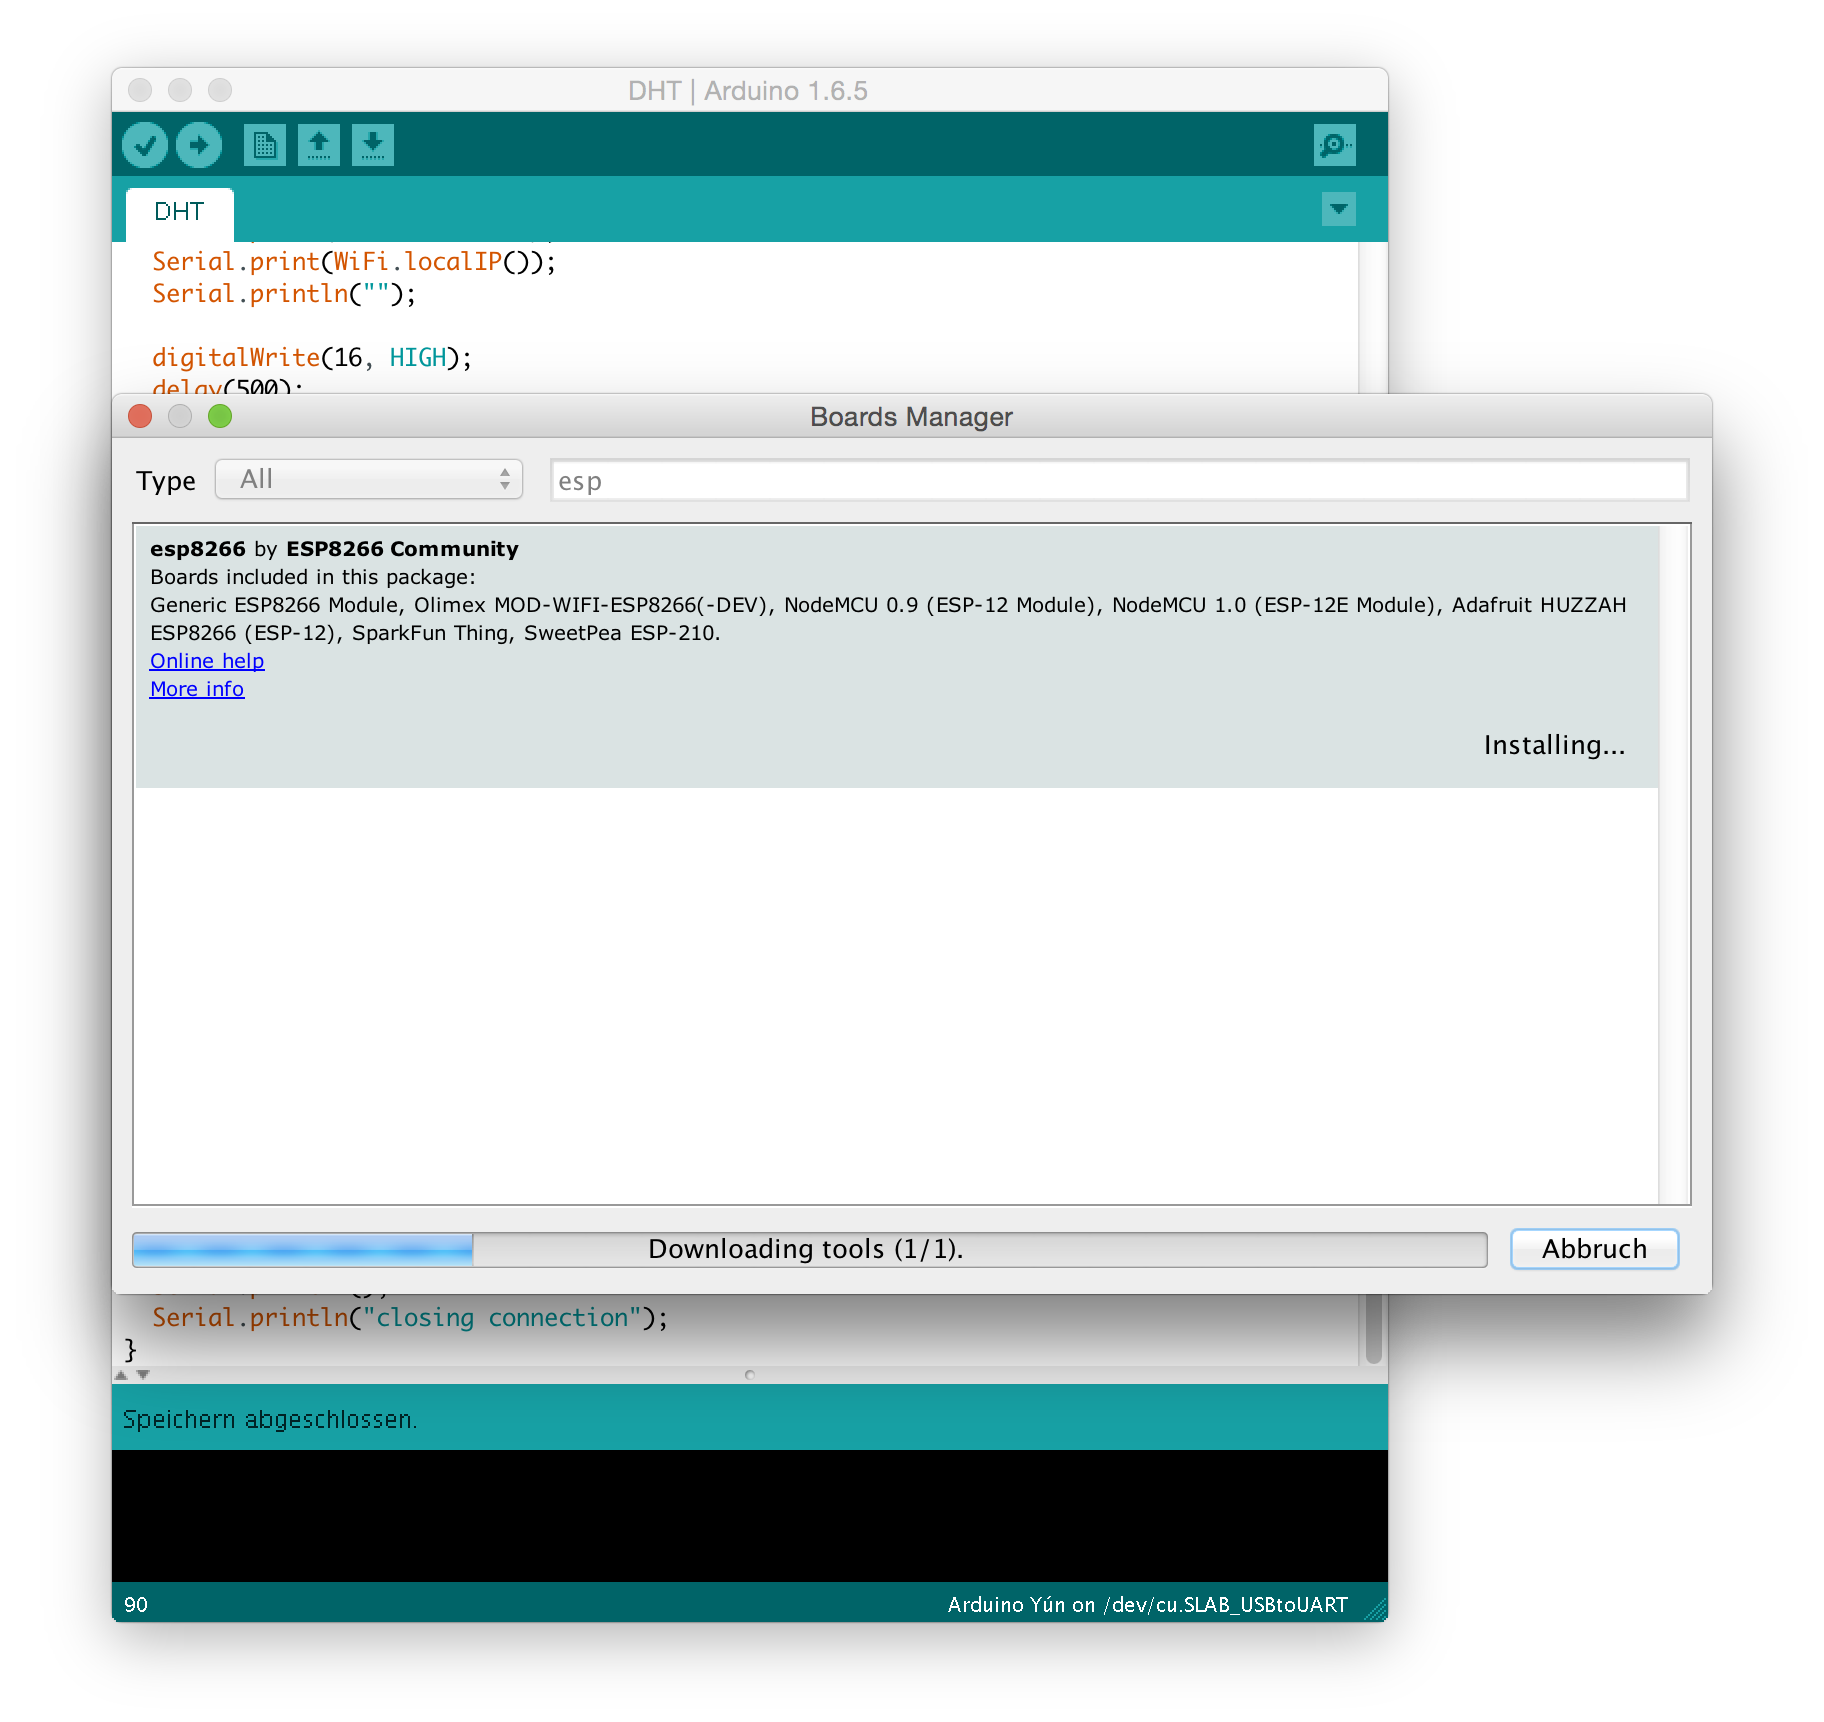 DHT | Arduino 1.6.5
DHT
Serial.print(WiFi.localIP());
Serial.println("");
digitalWrite(16, HIGH);
delay(500);
Boards Manager
Type All esp
esp8266 by ESP8266 Community
Boards included in this package:
Generic ESP8266 Module, Olimex MOD-WIFI-ESP8266(-DEV), NodeMCU 0.9 (ESP-12 Module), NodeMCU 1.0 (ESP-12E Module), Adafruit HUZZAH
ESP8266 (ESP-12), SparkFun Thing, SweetPea ESP-210.
Online help
More info
Installing...
Downloading tools (1/1). Abbruch
Serial.println("closing connection");
}
Speichern abgeschlossen.
90 Arduino Yún on /dev/cu.SLAB_USBtoUART